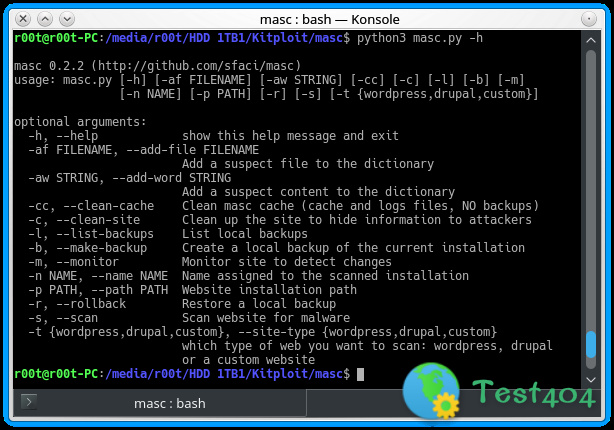 masc : bash — Konsole
r00t@r00t-PC:/media/r00t/HDD 1TB1/Kitploit/masc$ python3 masc.py -h
masc 0.2.2 (http://github.com/sfaci/masc)
usage: masc.py [-h] [-af FILENAME] [-aw STRING] [-cc] [-c] [-l] [-b] [-m]
[-n NAME] [-p PATH] [-r] [-s] [-t {wordpress,drupal,custom}]
optional arguments:
-h, --help show this help message and exit
-af FILENAME, --add-file FILENAME
Add a suspect file to the dictionary
-aw STRING, --add-word STRING
Add a suspect content to the dictionary
-cc, --clean-cache Clean masc cache (cache and logs files, NO backups)
-c, --clean-site Clean up the site to hide information to attackers
-l, --list-backups List local backups
-b, --make-backup Create a local backup of the current installation
-m, --monitor Monitor site to detect changes
-n NAME, --name NAME Name assigned to the scanned installation
-p PATH, --path PATH Website installation path
-r, --rollback Restore a local backup
-s, --scan Scan website for malware
-t {wordpress,drupal,custom}, --site-type {wordpress,drupal,custom}
which type of web you want to scan: wordpress, drupal
or a custom website
r00t@r00t-PC:/media/r00t/HDD 1TB1/Kitploit/masc$
masc : bash
Test404